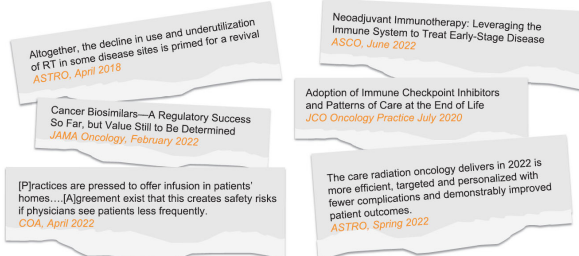 Altogether, the decline in use and underutilization
of RT in some disease sites is primed for a revival
ASTRO, April 2018
Cancer Biosimilars—A Regulatory Success
So Far, but Value Still to Be Determined
JAMA Oncology, February 2022
[P]ractices are pressed to offer infusion in patients'
homes....[A]greement exist that this creates safety risks
if physicians see patients less frequently.
COA, April 2022
Neoadjuvant Immunotherapy: Leveraging the
Immune System to Treat Early-Stage Disease
ASCO, June 2022
Adoption of Immune Checkpoint Inhibitors
and Patterns of Care at the End of Life
JCO Oncology Practice July 2020
The care radiation oncology delivers in 2022 is
more efficient, targeted and personalized with
fewer complications and demonstrably improved
patient outcomes.
ASTRO, Spring 2022